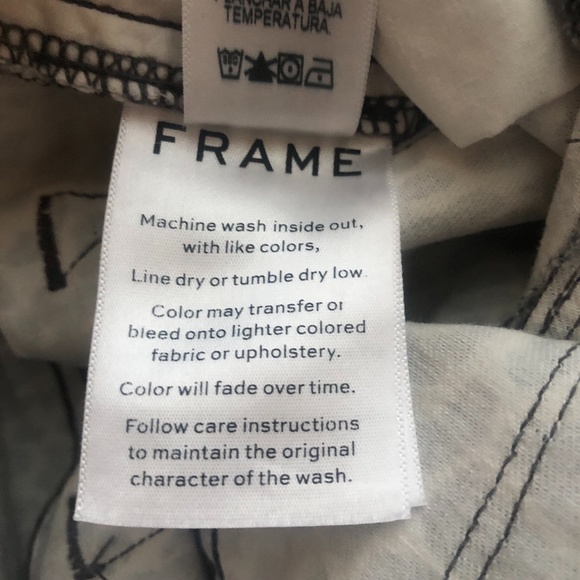 PLANCHAR A BAJA
TEMPERATURA
FRAME
Machine wash inside out,
with like colors,
Line dry or tumble dry low.
Color may transfer or
bleed onto lighter colored
fabric or upholstery.
Color will fade over time.
Follow care instructions
to maintain the original
character of the wash.